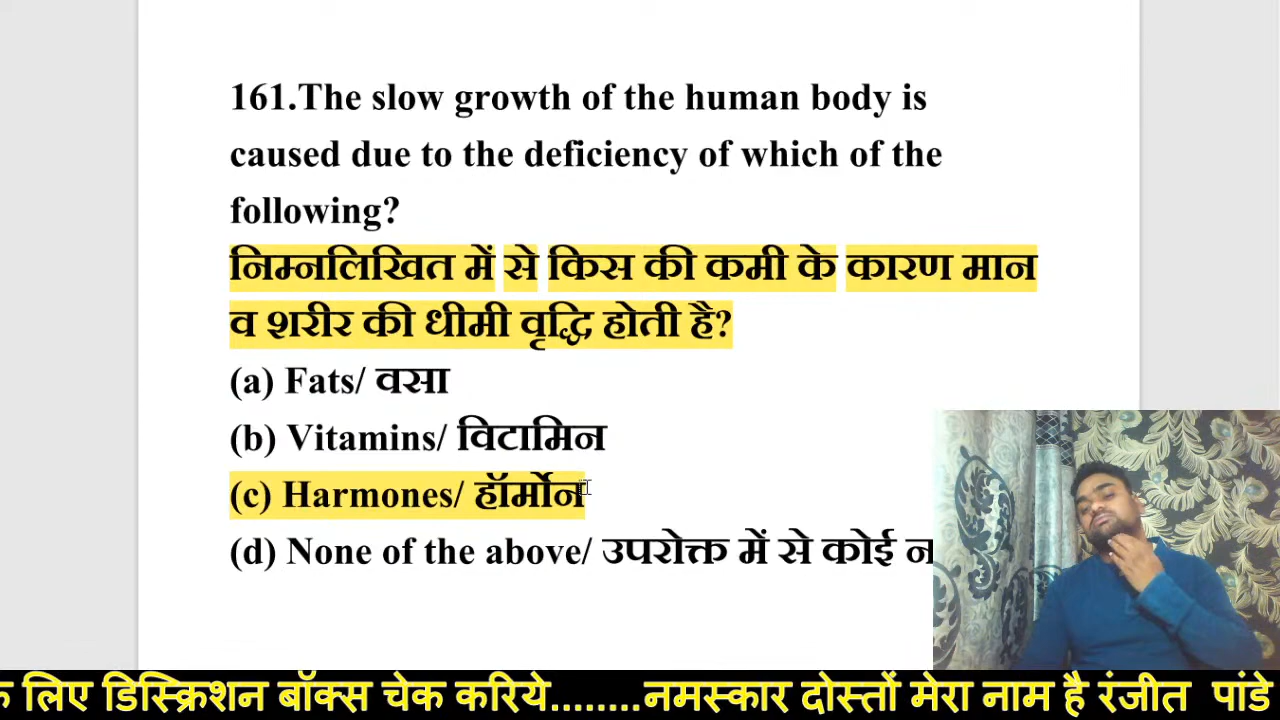 161.The slow growth of the human body is
caused due to the deficiency of which of the
following?
निम्नलिखित में से किस की कमी के कारण मान
व शरीर की धीमी वृद्धि होती है?
(a) Fats/ वसा
(b) Vitamins/ विटामिन
(c) Harmones/ हॉर्मोन
(d) None of the above/ उपरोक्त में से कोई न
के लिए डिस्क्रिशन बॉक्स चेक करिये........नमस्कार दोस्तों मेरा नाम है रंजीत पांडे